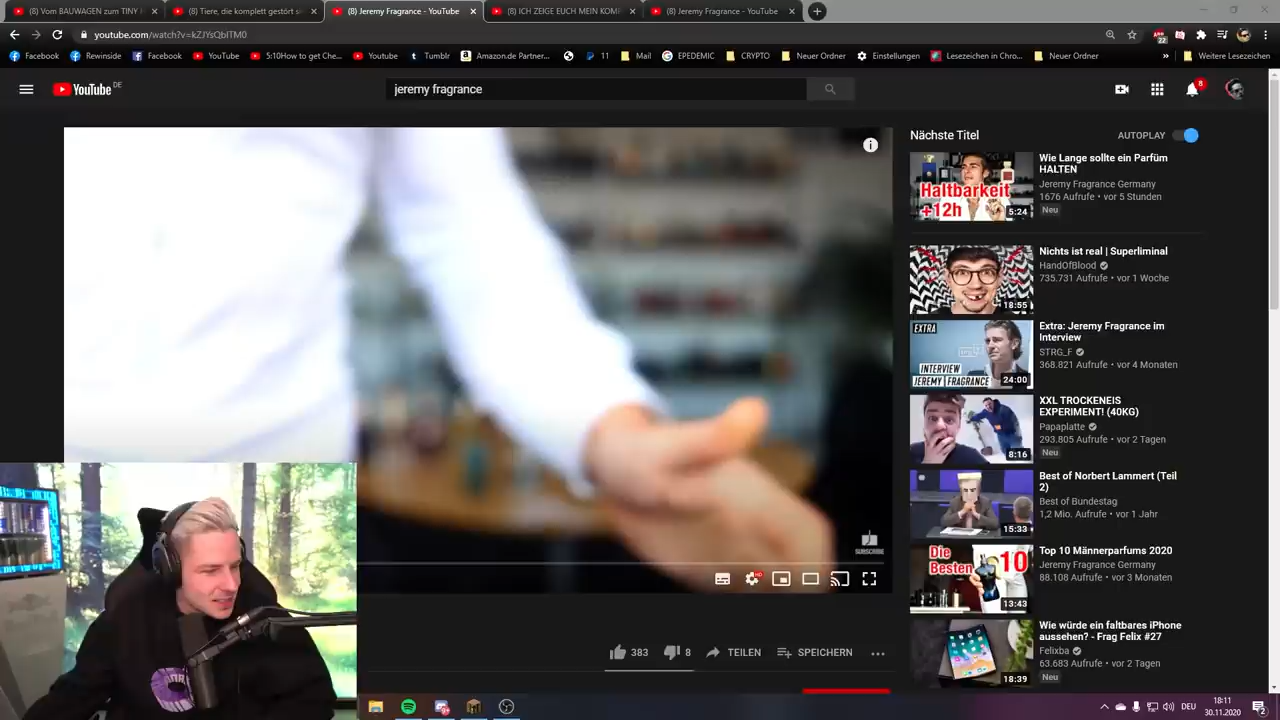 (8) Vom BAUWAGEN zum TINY
(8) Tiere, die komplett gestört s
(8) Jeremy Fragrance - YouTube
(8) ICH ZEIGE EUCH MEIN KOMF
(8) Jeremy Fragrance - YouTube
youtube.com/watch?v=kZJYsQbITM0
Facebook
Rewinside
Facebook
YouTube
5:10How to get Che...
Youtube
Tumblr
Amazon.de Partner...
11
Mail
EPEDEMIC
CRYPTO
Neuer Ordner
Einstellungen
Lesezeichen in Chro...
Neuer Ordner
Weitere Lesezeichen
YouTube DE
jeremy fragrance
8
Nächste Titel
AUTOPLAY
Haltbarkeit
+12h
5:24
Wie Lange sollte ein Parfüm
HALTEN
Jeremy Fragrance Germany
1676 Aufrufe • vor 5 Stunden
Neu
18:55
Nichts ist real | Superliminal
HandOfBlood
735.731 Aufrufe • vor 1 Woche
EXTRA
INTERVIEW
JEREMY FRAGRANCE
24:00
Extra: Jeremy Fragrance im
Interview
STRG_F
368.821 Aufrufe • vor 4 Monaten
8:16
XXL TROCKENEIS
EXPERIMENT! (40KG)
Papaplatte
293.805 Aufrufe • vor 2 Tagen
Neu
15:33
Best of Norbert Lammert (Teil
2)
Best of Bundestag
1,2 Mio. Aufrufe • vor 1 Jahr
Die
Besten
10
13:43
Top 10 Männerparfums 2020
Jeremy Fragrance Germany
88.108 Aufrufe • vor 3 Monaten
18:39
Wie würde ein faltbares iPhone
aussehen? - Frag Felix #27
Felixba
63.683 Aufrufe • vor 2 Tagen
Neu
SUBSCRIBE
HD
383
8
TEILEN
SPEICHERN
DEU
18:11
30.11.2020
2